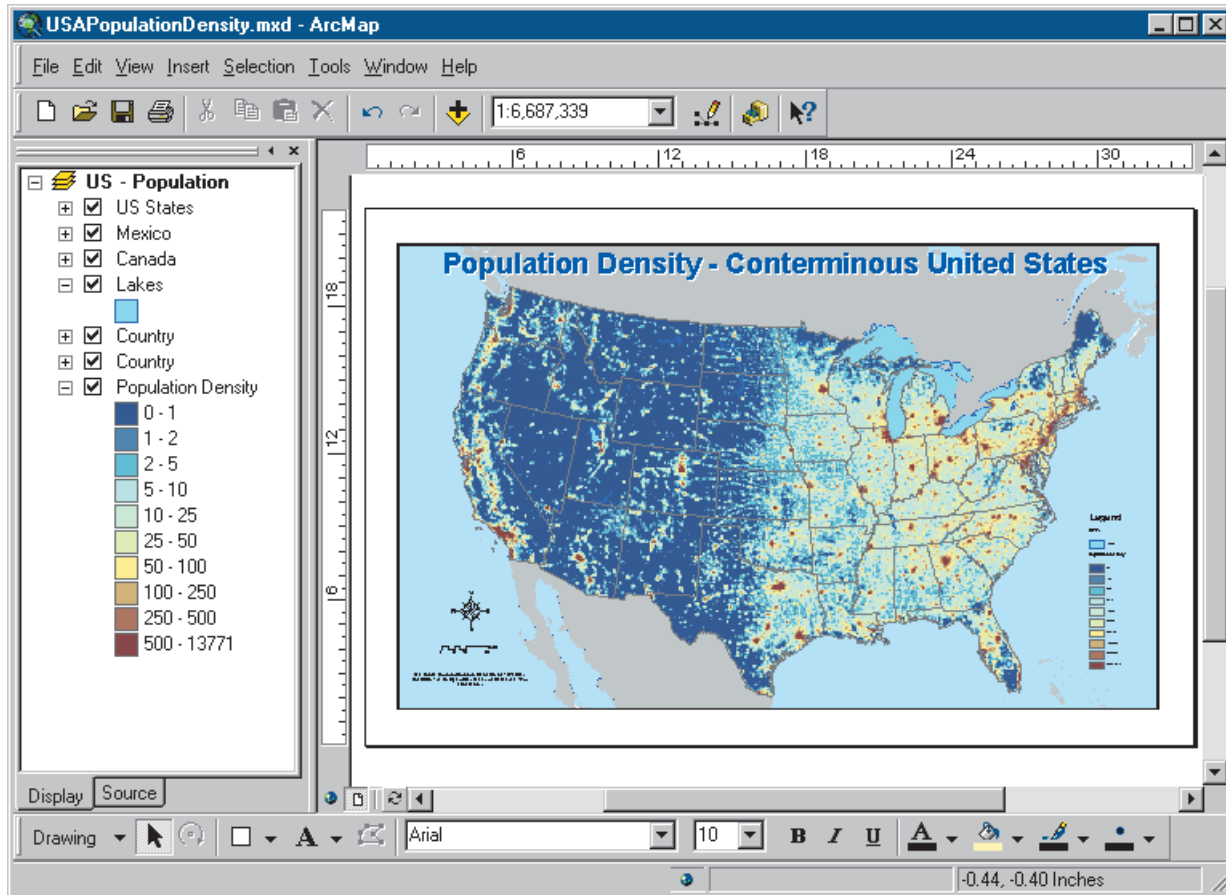 USAPopulationDensity.mxd - ArcMap
File Edit View Insert Selection Tools Window Help
1:6,687,339
US - Population
US States
Mexico
Canada
Lakes
Country
Country
Population Density
0 - 1
1 - 2
2 - 5
5 - 10
10 - 25
25 - 50
50 - 100
100 - 250
250 - 500
500 - 13771
Display Source
6 12 18 24 30
18
12
6
Population Density - Conterminous United States
Legend
Drawing A Arial 10 B I U A
-0.44, -0.40 Inches